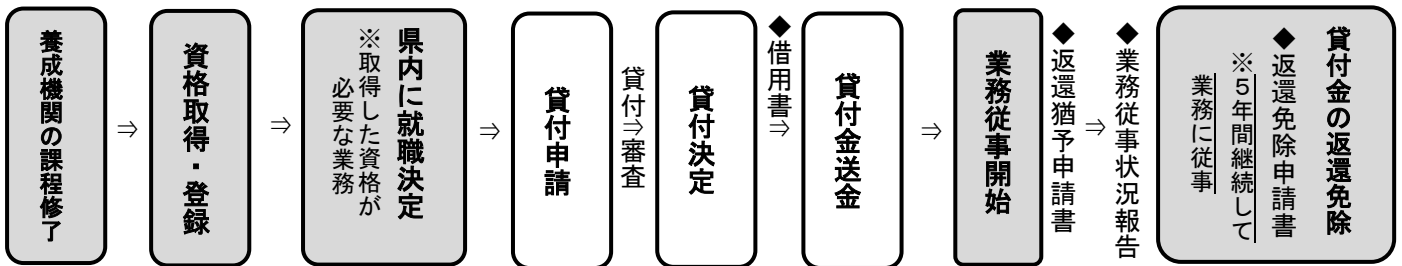 養成機関の課程修了
⇒
資格取得・登録
⇒
県内に就職決定
※取得した資格が
必要な業務
⇒
貸付申請
貸付⇒審査
貸付決定
◆借用書⇒
貸付金送金
⇒
業務従事開始
◆返還猶予申請書
⇒
◆業務従事状況報告
貸付金の返還免除
◆返還免除申請書
※５年間継続して
業務に従事